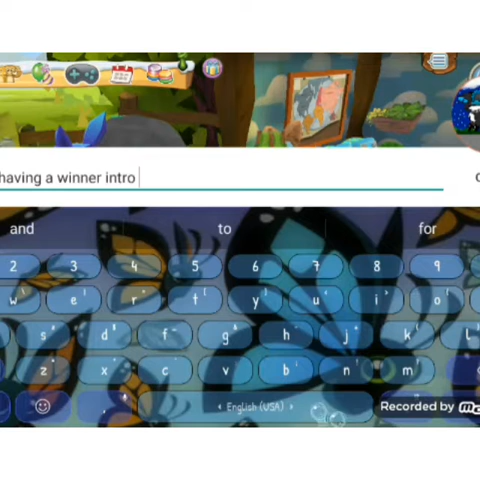 having a winner intro
and to for
2 3 4 5 6 7 8 9
w e r t y u i o
s d f g h j k l
z x c v b n m
English (USA)
Recorded by